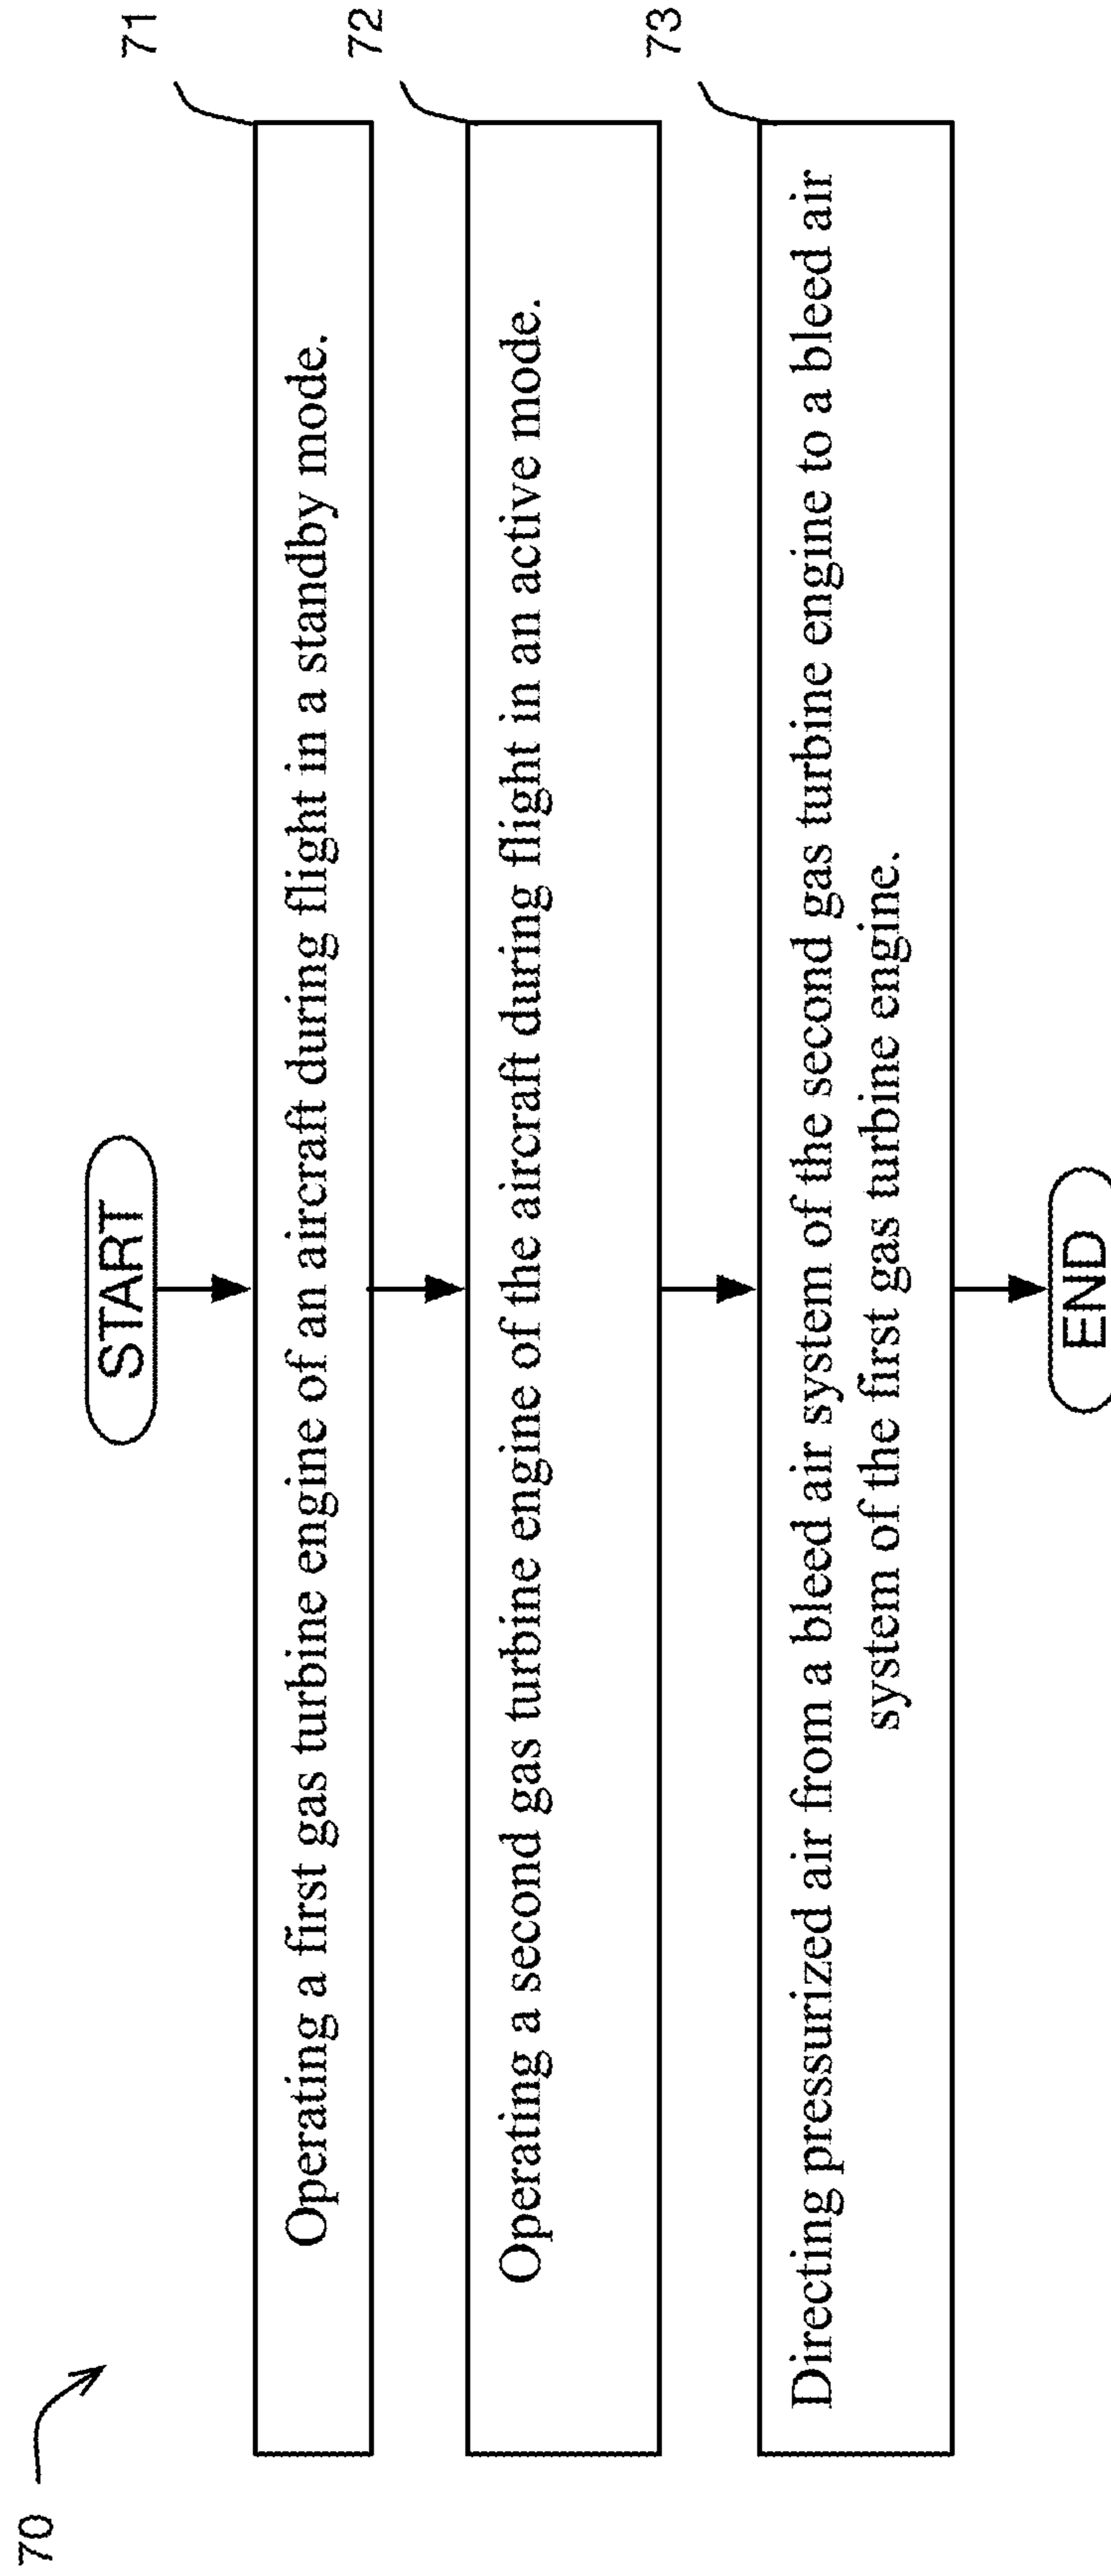 70
START
71
Operating a first gas turbine engine of an aircraft during flight in a standby mode.
72
Operating a second gas turbine engine of the aircraft during flight in an active mode.
73
Directing pressurized air from a bleed air system of the second gas turbine engine to a bleed air
system of the first gas turbine engine.
END